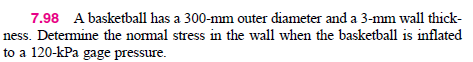 7.98 A basketball has a 300-mm outer diameter and a 3-mm wall thick-
ness. Determine the normal stress in the wall when the basketball is inflated
to a 120-kPa gage pressure.